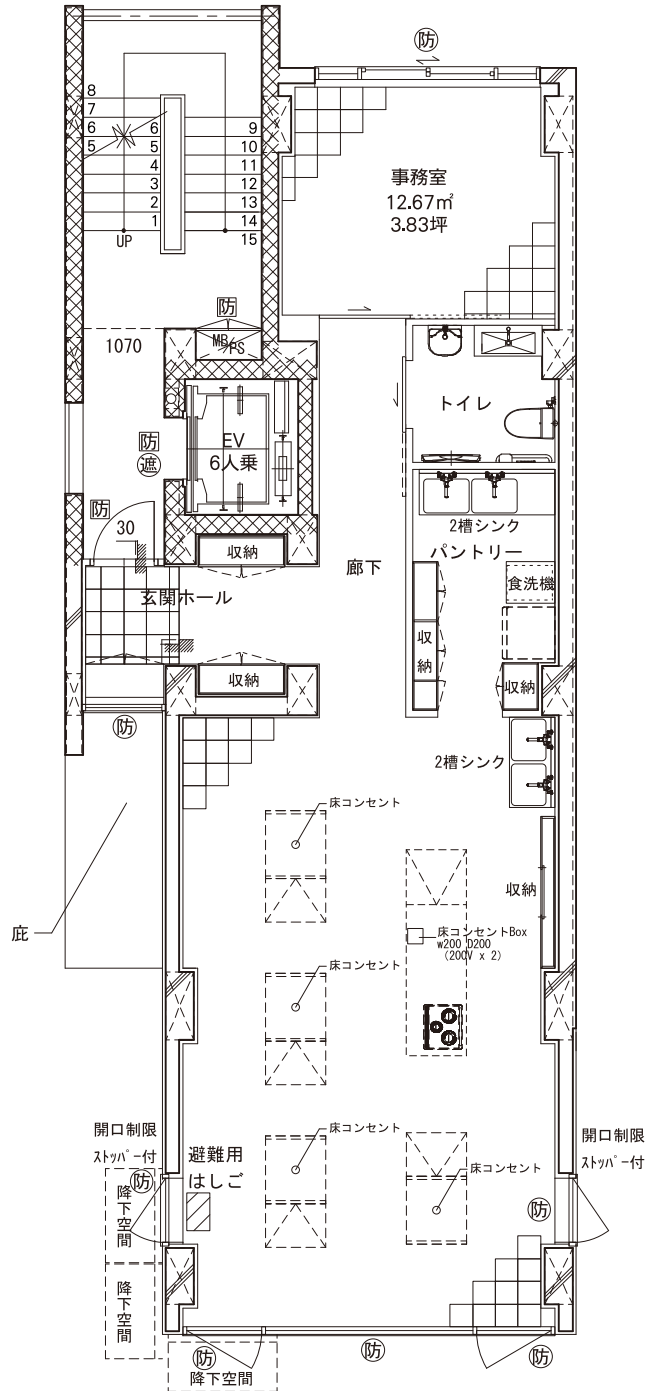 防
8
7
6
5
6
5
4
3
2
1
9
10
11
12
13
14
15
UP
事務室
12.67㎡
3.83坪
防
MB
PS
1070
トイレ
EV
6人乗
防
遮
2槽シンク
パントリー
防
30
収納
廊下
食洗機
玄関ホール
収納
収納
収納
防
2槽シンク
床コンセント
収納
庇
床コンセントBox
w200 D200
(200V x 2)
床コンセント
開口制限
ストッパー付
防
避難用
はしご
床コンセント
床コンセント
開口制限
ストッパー付
防
降下空間
降下空間
防
防
防
降下空間